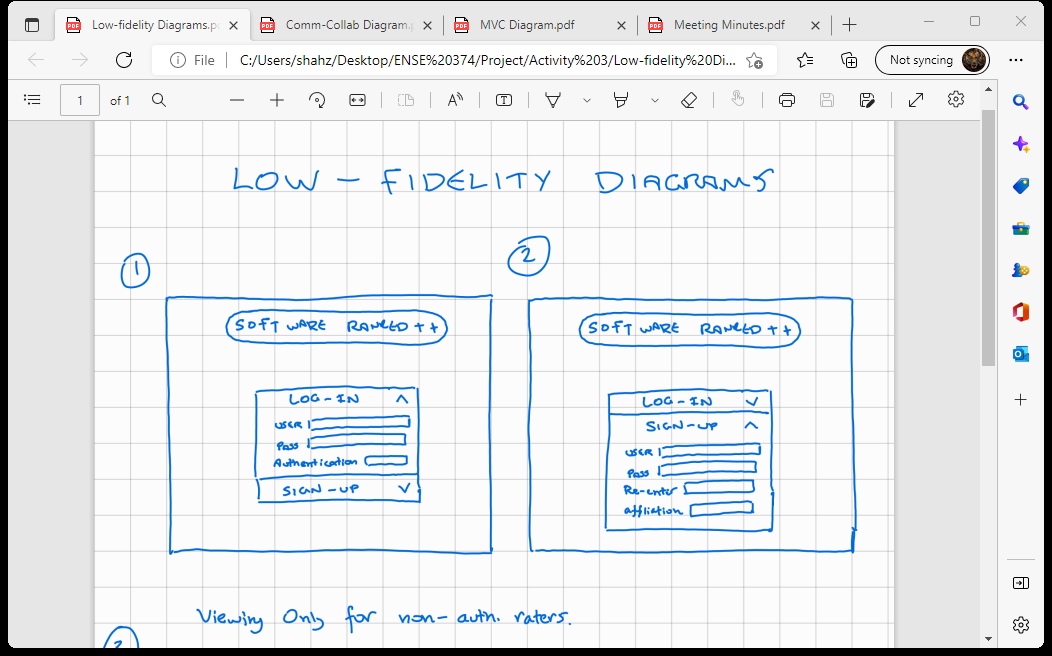 Low-fidelity Diagrams.pc
Comm-Collab Diagram.
MVC Diagram.pdf
Meeting Minutes.pdf
File
C:/Users/shahz/Desktop/ENSE%20374/Project/Activity%203/Low-fidelity%20Di...
Not syncing
1
of 1
LOW - FIDELITY DIAGRAMS
1
2
SOFTWARE RANKED++
SOFTWARE RANKED++
LOG-IN
USER
Pass
Authentication
SIGN-UP
LOG-IN
SIGN-UP
USER
Pass
Re-enter
affliation
Viewing Only for non-auth. raters.